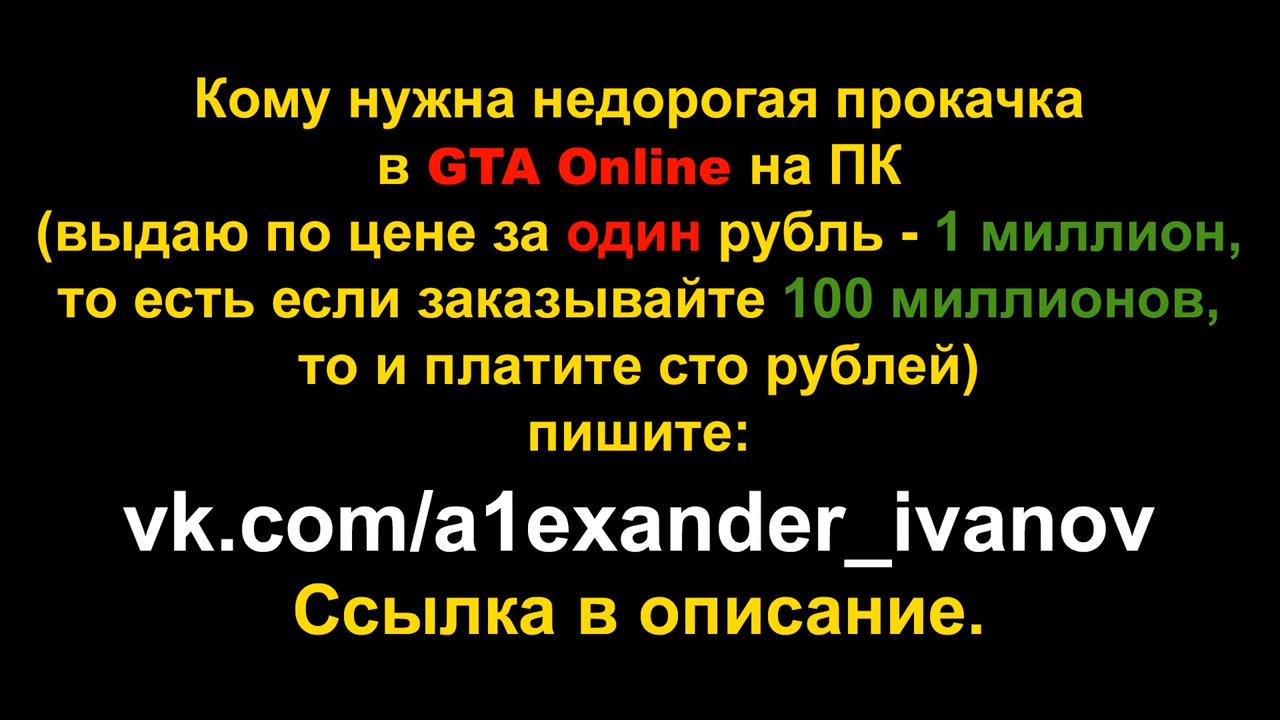 Кому нужна недорогая прокачка
в GTA Online на ПК
(выдаю по цене за один рубль - 1 миллион,
то есть если заказывайте 100 миллионов,
то и платите сто рублей)
пишите:
vk.com/a1exander_ivanov
Ссылка в описание.